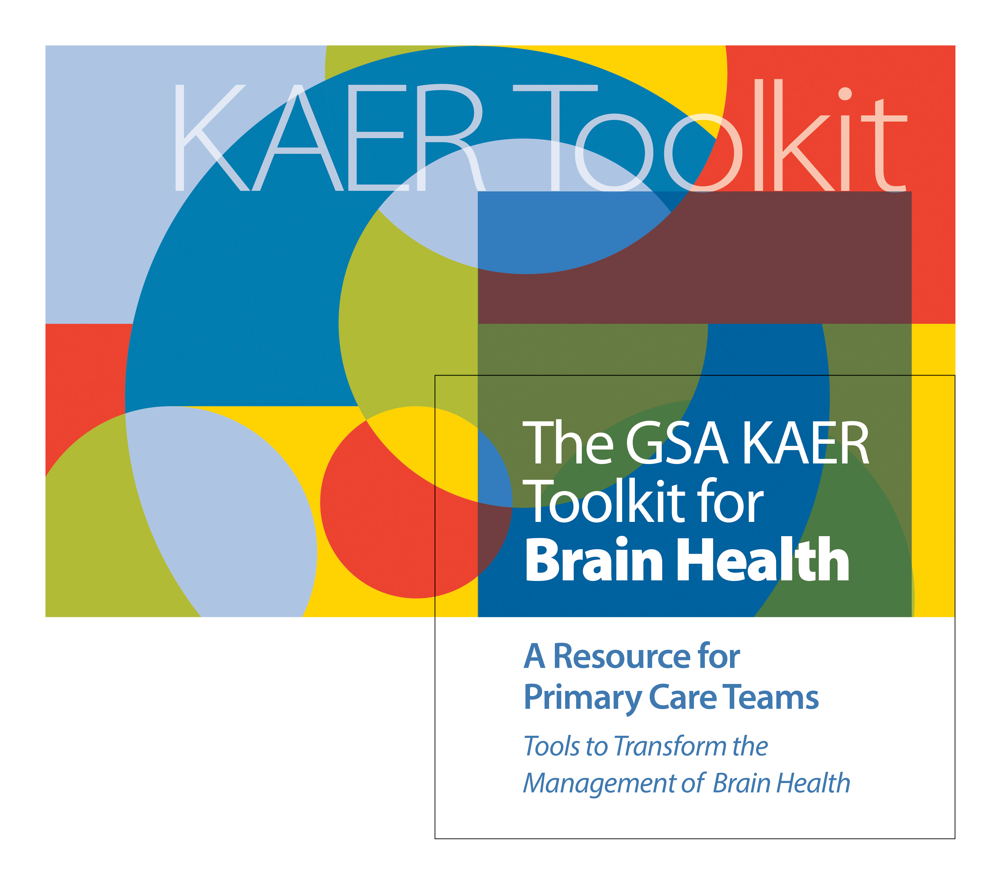 KAER Toolkit
The GSA KAER
Toolkit for
Brain Health
A Resource for
Primary Care Teams
Tools to Transform the
Management of Brain Health